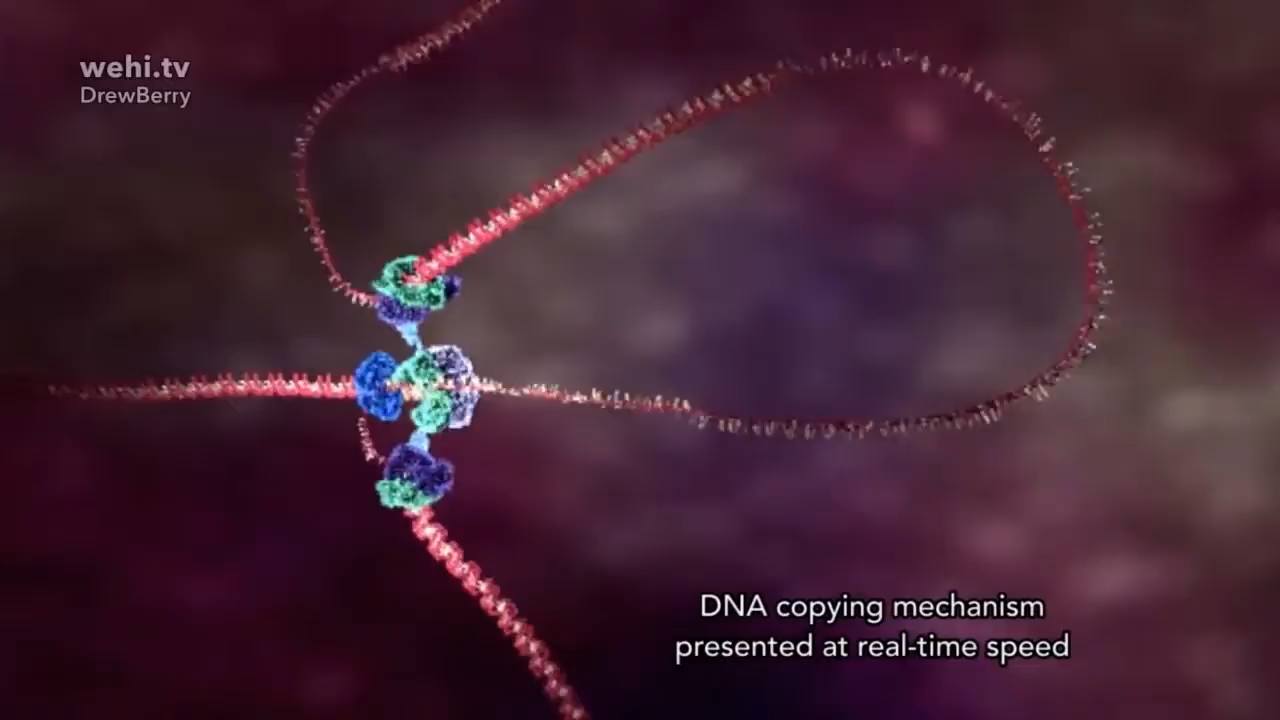 wehi.tv
DrewBerry
DNA copying mechanism
presented at real-time speed